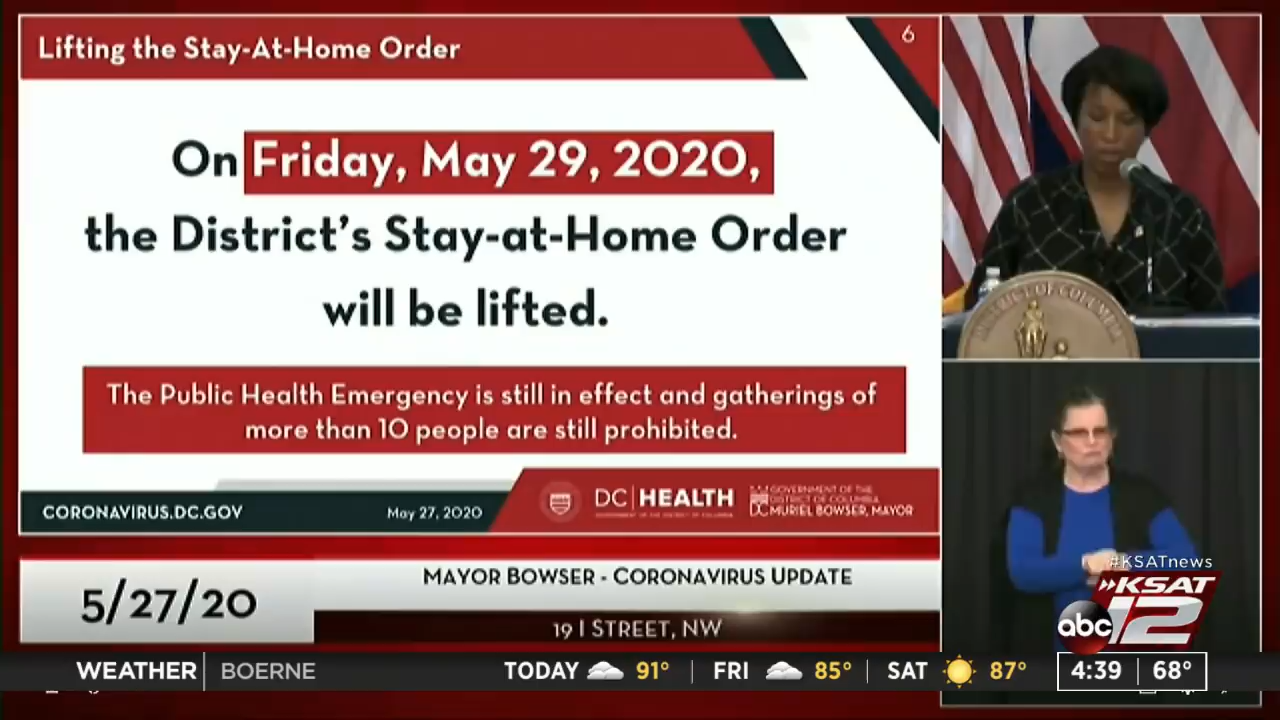 Lifting the Stay-At-Home Order
6
On Friday, May 29, 2020,
the District's Stay-at-Home Order
will be lifted.
The Public Health Emergency is still in effect and gatherings of
more than 10 people are still prohibited.
CORONAVIRUS.DC.GOV
May 27, 2020
DC HEALTH
GOVERNMENT OF THE
DISTRICT OF COLUMBIA
DC MURIEL BOWSER, MAYOR
DISTRICT OF COLUMBIA
5/27/20
MAYOR BOWSER - CORONAVIRUS UPDATE
19 I STREET, NW
#KSATnews
KSAT
abc 12
WEATHER BOERNE TODAY 91° FRI 85° SAT 87° 4:39 68°